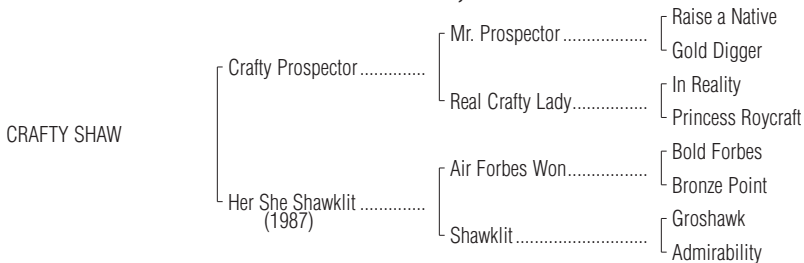 CRAFTY SHAW
Crafty Prospector..............
Her She Shawklit ..............
(1987)
Mr. Prospector ..................
Real Crafty Lady................
Air Forbes Won.................
Shawklit............................
Raise a Native
Gold Digger
In Reality
Princess Roycraft
Bold Forbes
Bronze Point
Groshawk
Admirability